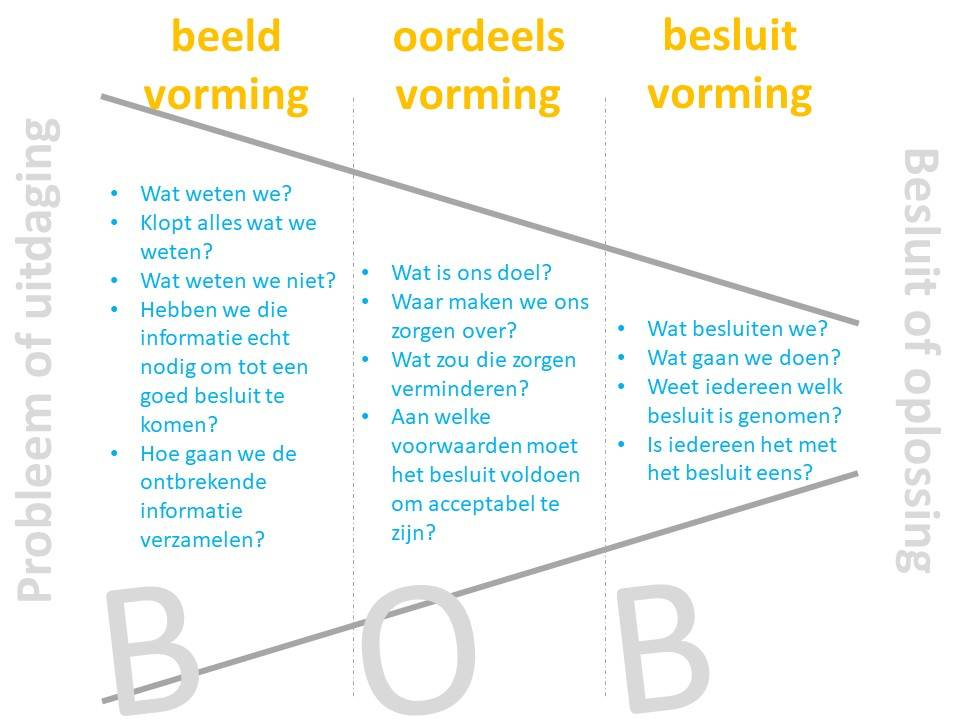 Probleem of uitdaging
beeld
vorming
• Wat weten we?
• Klopt alles wat we
weten?
• Wat weten we niet?
• Hebben we die
informatie echt
nodig om tot een
goed besluit te
komen?
• Hoe gaan we de
ontbrekende
informatie
verzamelen?
oordeels
vorming
• Wat is ons doel?
• Waar maken we ons
zorgen over?
• Wat zou die zorgen
verminderen?
• Aan welke
voorwaarden moet
het besluit voldoen
om acceptabel te
zijn?
besluit
vorming
• Wat besluiten we?
• Wat gaan we doen?
• Weet iedereen welk
besluit is genomen?
• Is iedereen het met
het besluit eens?
Besluit of oplossing
B O B